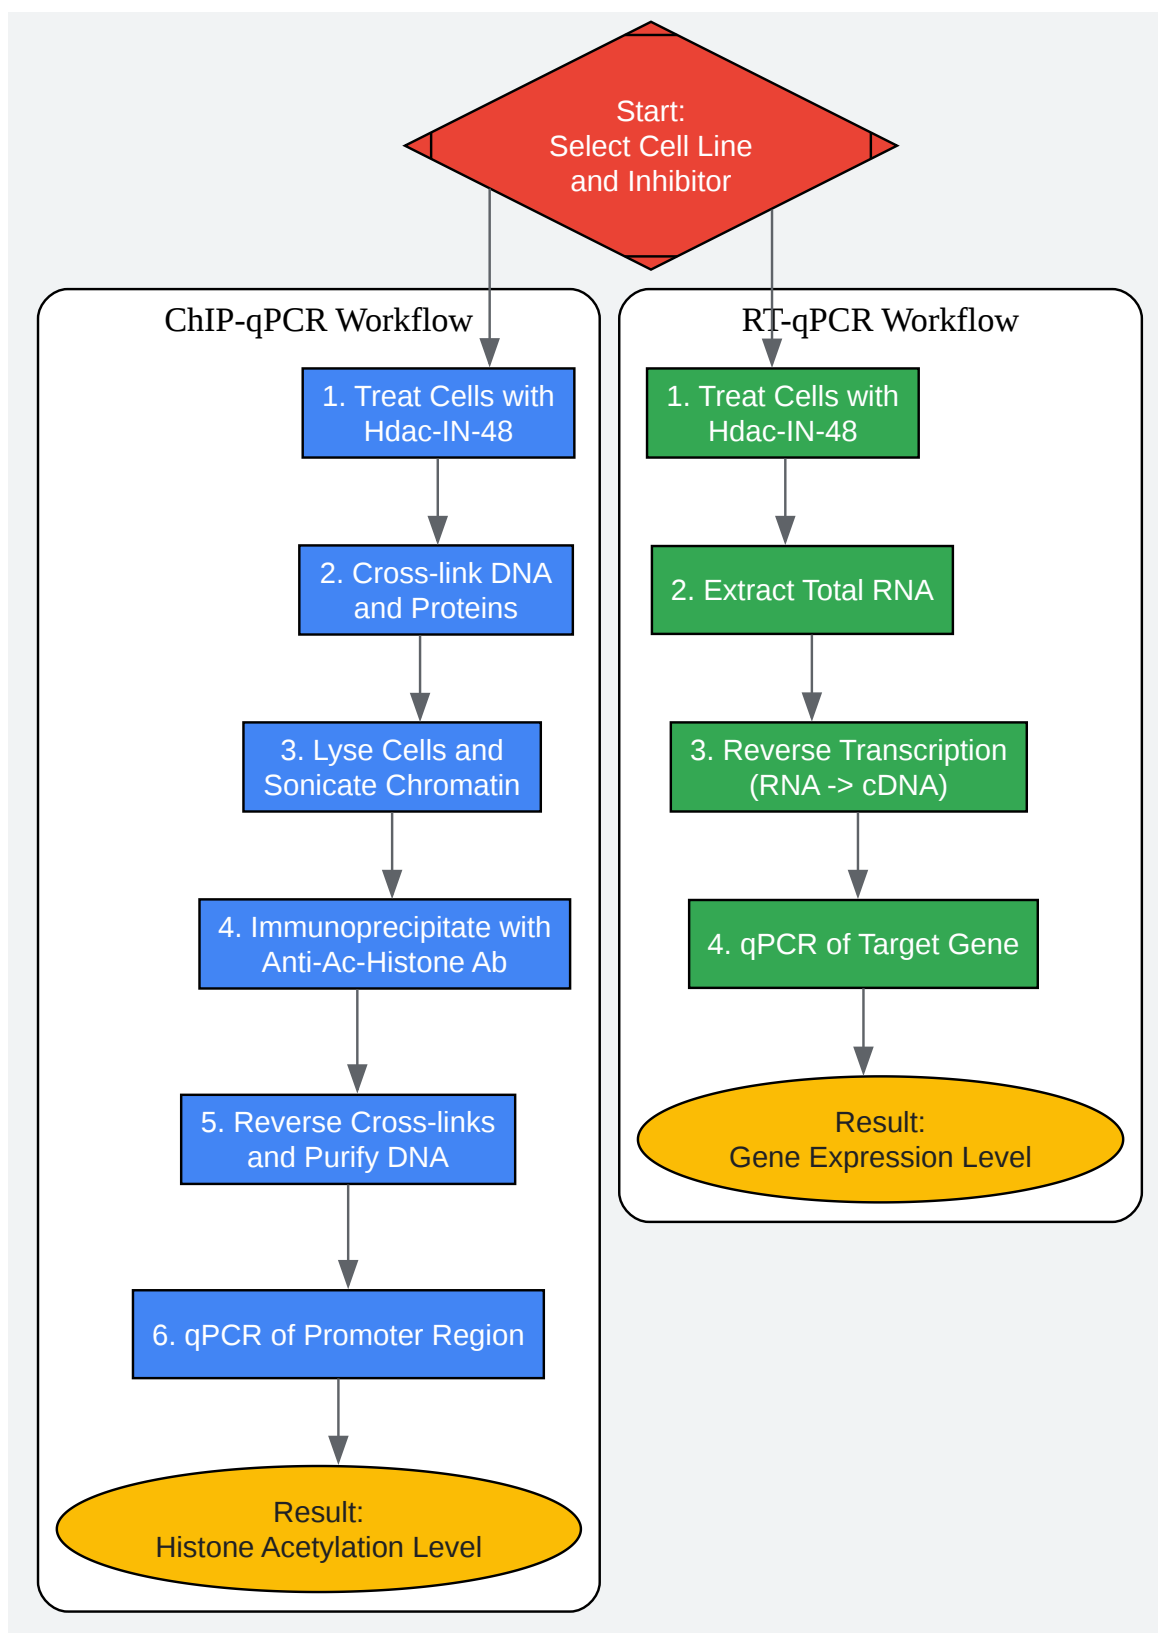 Start:
Select Cell Line
and Inhibitor
ChIP-qPCR Workflow
1. Treat Cells with
Hdac-IN-48
2. Cross-link DNA
and Proteins
3. Lyse Cells and
Sonicate Chromatin
4. Immunoprecipitate with
Anti-Ac-Histone Ab
5. Reverse Cross-links
and Purify DNA
6. qPCR of Promoter Region
Result:
Histone Acetylation Level
RT-qPCR Workflow
1. Treat Cells with
Hdac-IN-48
2. Extract Total RNA
3. Reverse Transcription
(RNA -> cDNA)
4. qPCR of Target Gene
Result:
Gene Expression Level